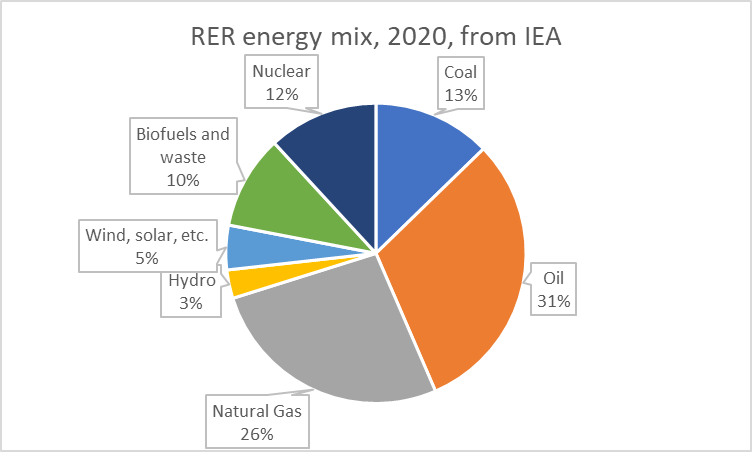 RER energy mix, 2020, from IEA
Nuclear
12%
Coal
13%
Biofuels and
waste
10%
Wind, solar, etc.
5%
Hydro
3%
Oil
31%
Natural Gas
26%